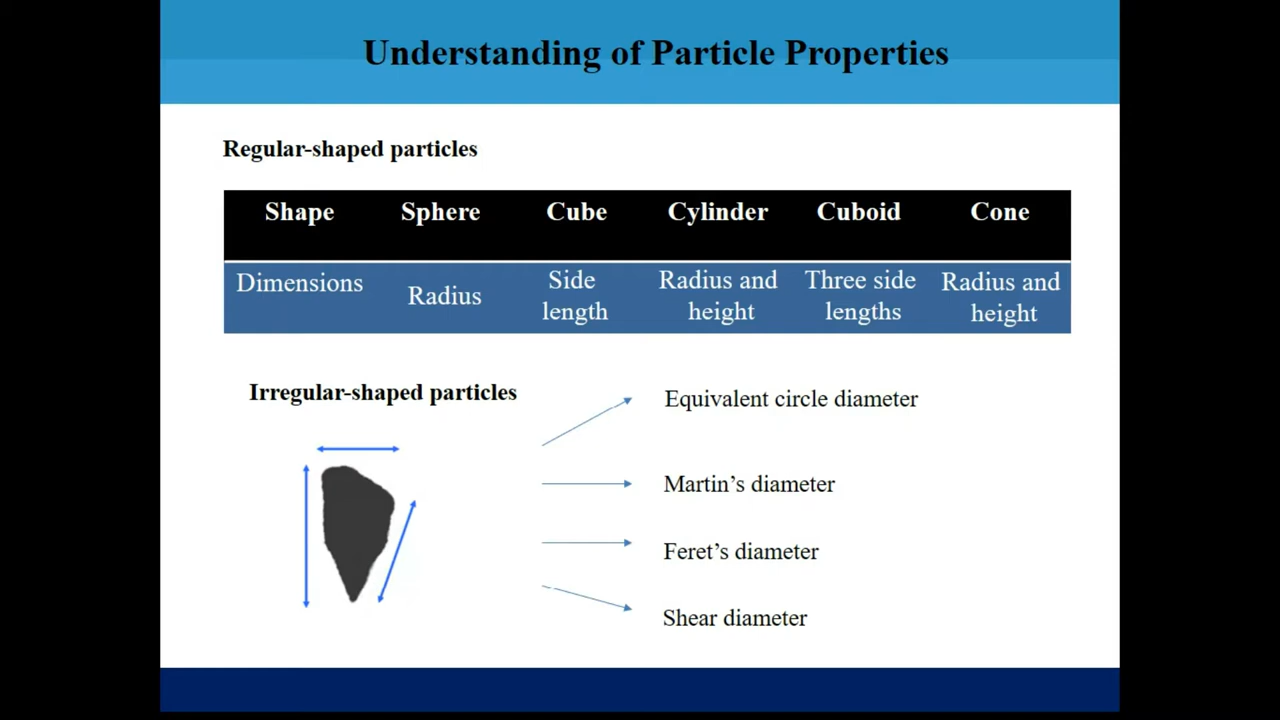 Understanding of Particle Properties
Regular-shaped particles
Shape Sphere Cube Cylinder Cuboid Cone
Dimensions Radius Side length Radius and height Three side lengths Radius and height
Irregular-shaped particles
Equivalent circle diameter
Martin’s diameter
Feret’s diameter
Shear diameter